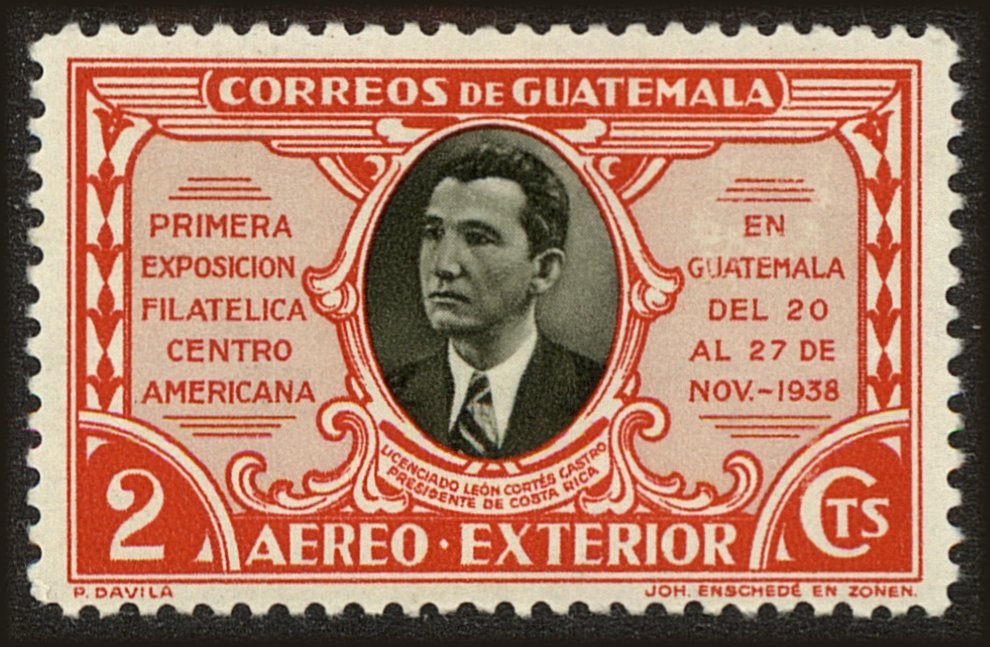 CORREOS DE GUATEMALA
PRIMERA
EXPOSICION
FILATELICA
CENTRO
AMERICANA
EN
GUATEMALA
DEL 20
AL 27 DE
NOV.~1938
LICENCIADO LEÓN CORTÉS CASTRO
PRESIDENTE DE COSTA RICA
2
AEREO · EXTERIOR
CTS
P. DAVILA
JOH. ENSCHEDÉ EN ZONEN.